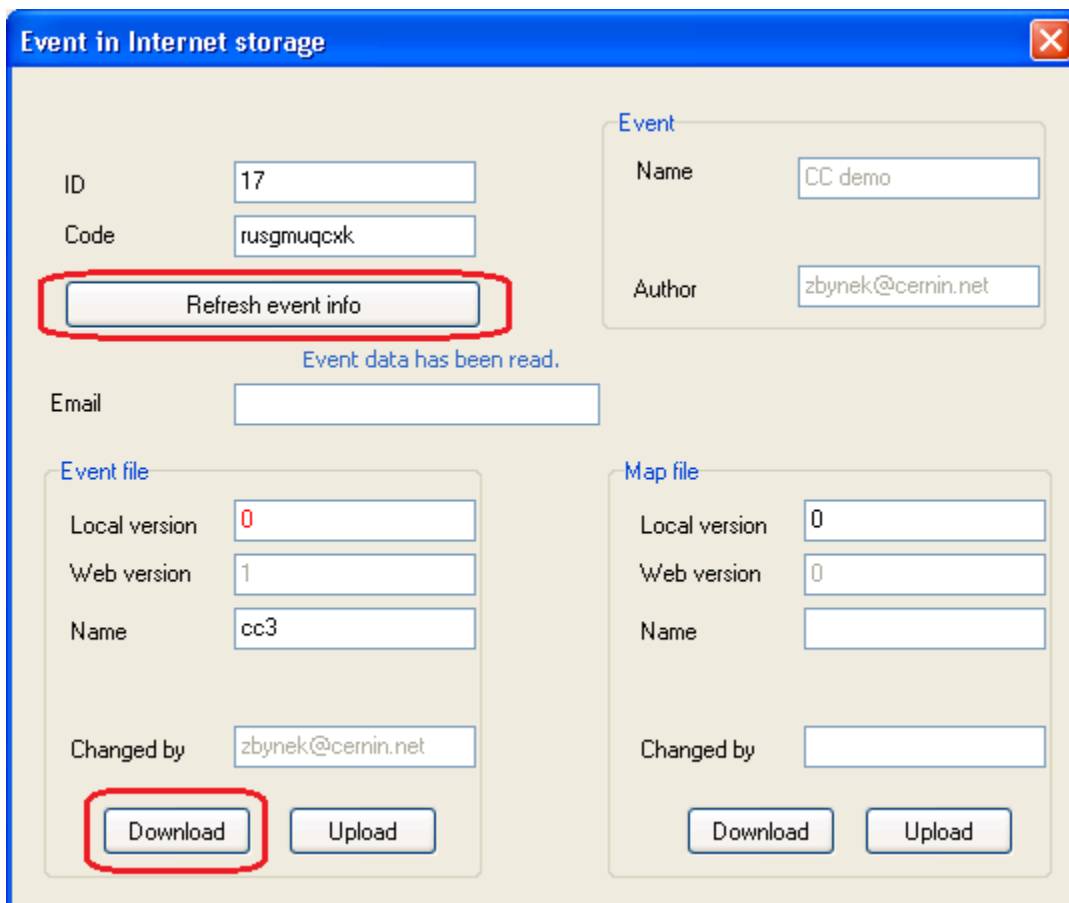 Event in Internet storage
Event
ID 17
Name CC demo
Code rusgmuqcxk
Refresh event info
Author zbynek@cernin.net
Event data has been read.
Email
Event file
Local version 0
Web version 1
Name cc3
Changed by zbynek@cernin.net
Download Upload
Map file
Local version 0
Web version 0
Name
Changed by
Download Upload